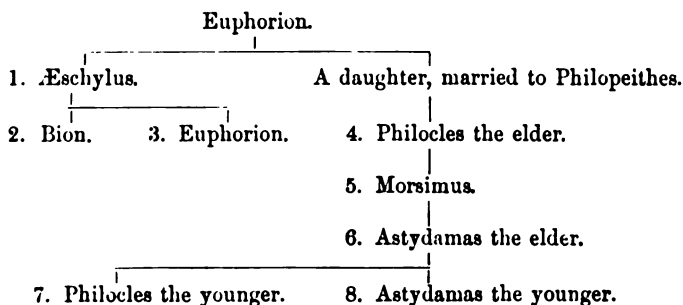 Euphorion.
1. Æschylus. A daughter, married to Philopeithes.
2. Bion. 3. Euphorion. 4. Philocles the elder.
5. Morsimus.
6. Astydamas the elder.
7. Philocles the younger. 8. Astydamas the younger.